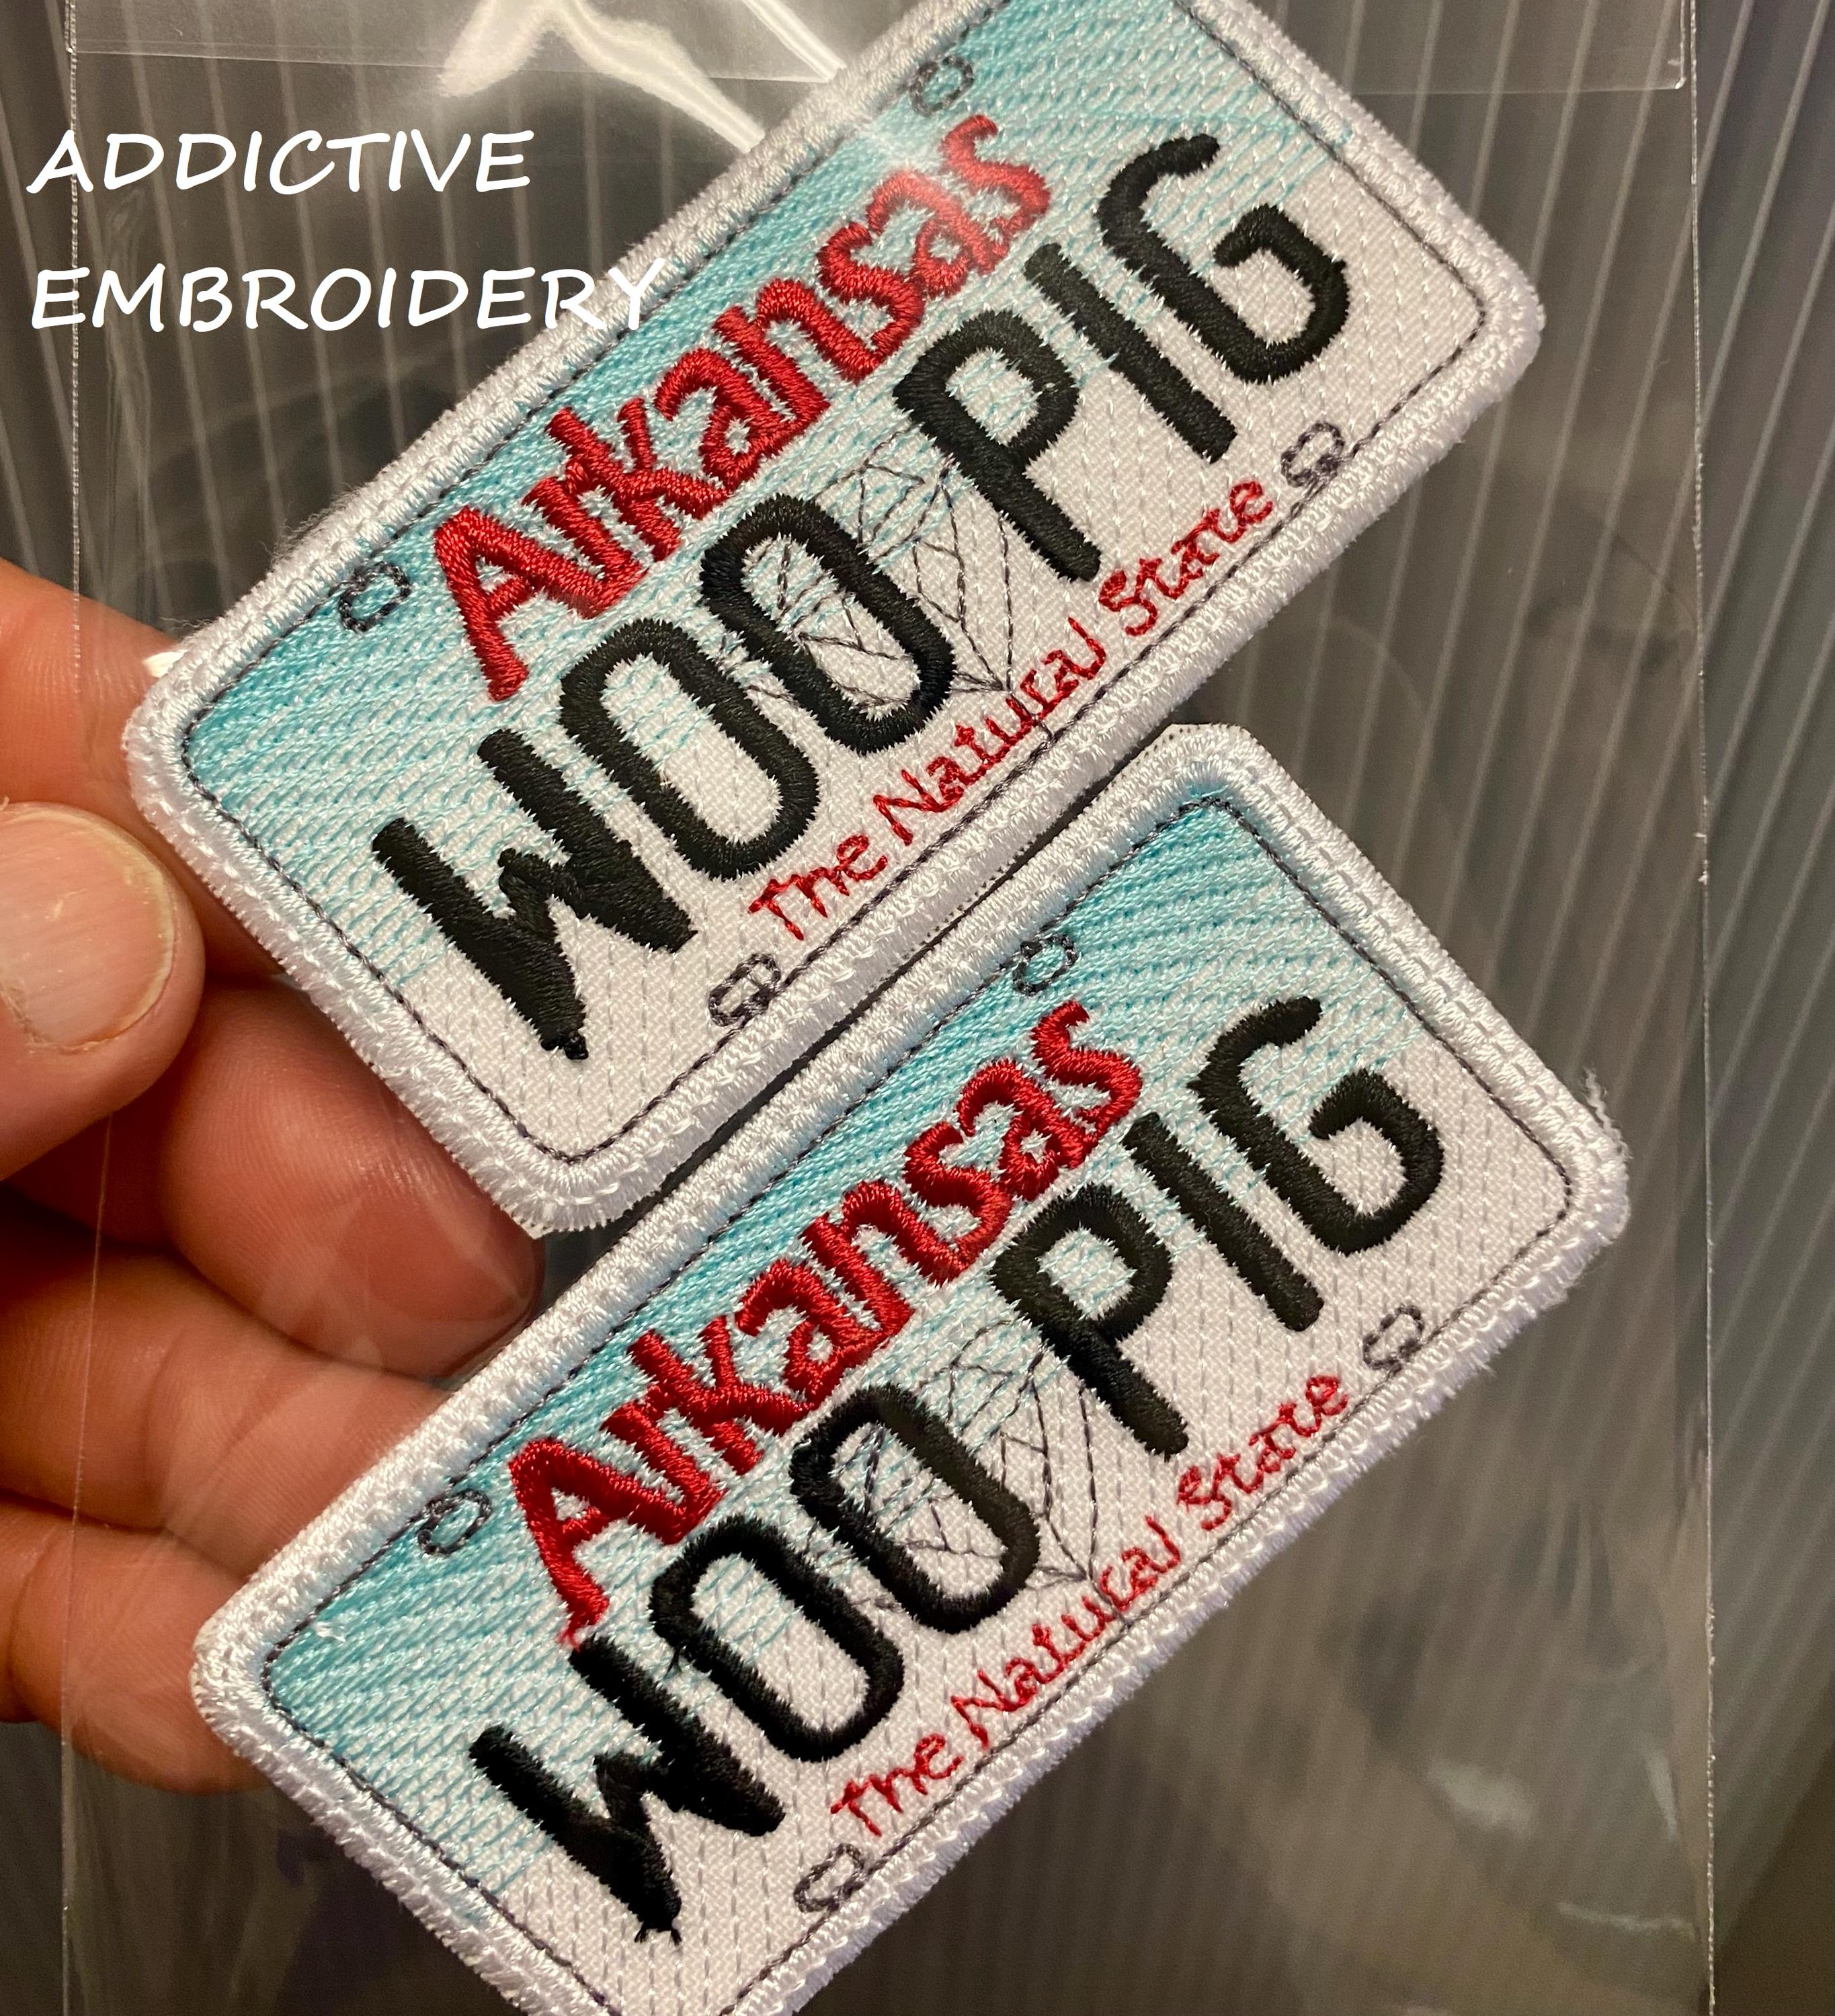 ADDICTIVE
EMBROIDERY
Arkansas
WOO PIG
The Natural State
Arkansas
WOO PIG
The Natural State